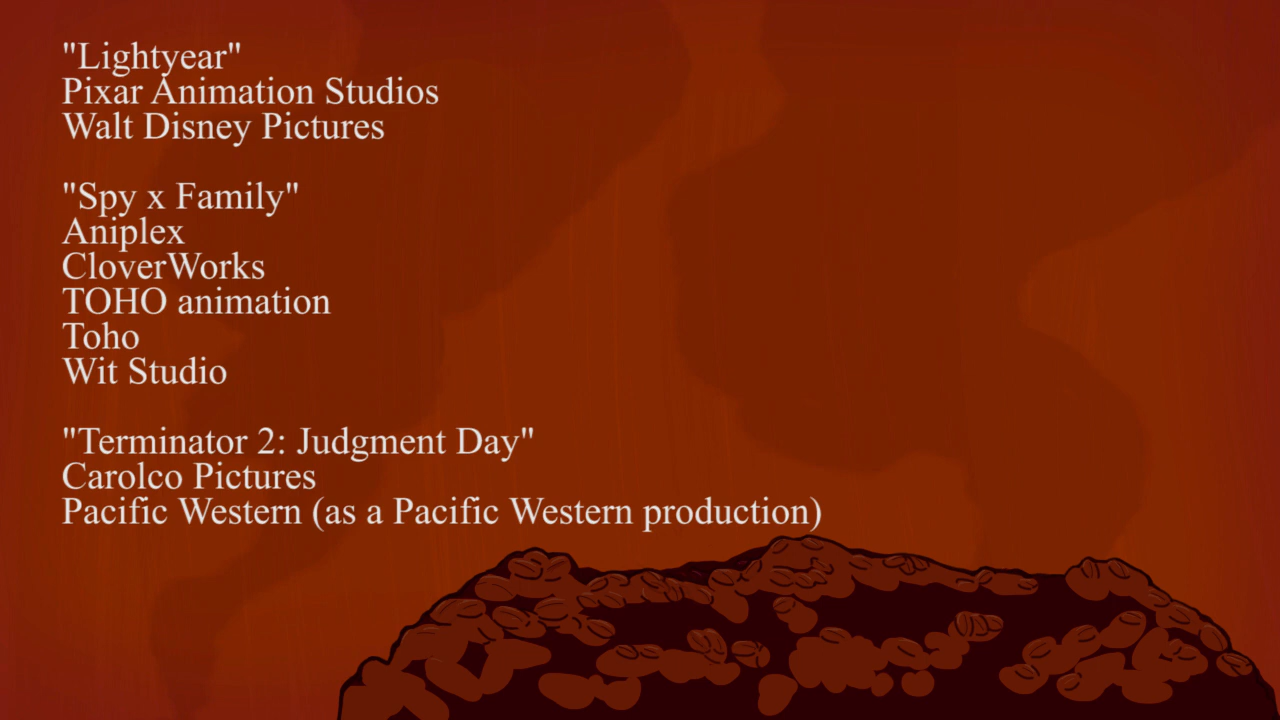 "Lightyear"
Pixar Animation Studios
Walt Disney Pictures
"Spy x Family"
Aniplex
CloverWorks
TOHO animation
Toho
Wit Studio
"Terminator 2: Judgment Day"
Carolco Pictures
Pacific Western (as a Pacific Western production)